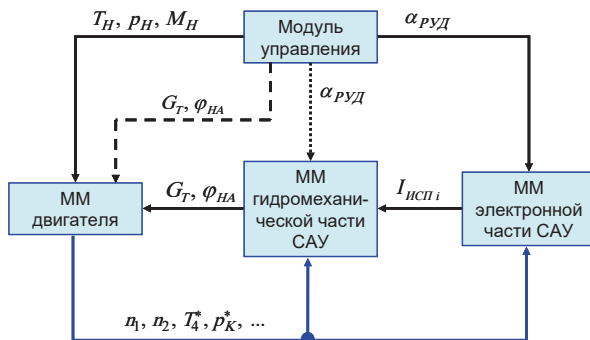 T_H, p_H, M_H
Модуль
управления
α_РУД
α_РУД
G_T, φ_НА
ММ
двигателя
G_T, φ_НА
ММ
гидромехани-
ческой части
САУ
I_ИСП i
ММ
электронной
части САУ
n_1, n_2, T_4^*, p_K^*, ...